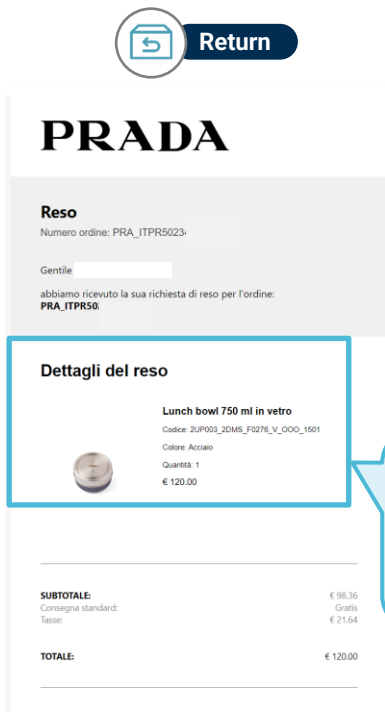 Return
PRADA
Reso
Numero ordine: PRA_ITPR50234
Gentile
abbiamo ricevuto la sua richiesta di reso per l'ordine:
PRA_ITPR50
Dettagli del reso
Lunch bowl 750 ml in vetro
Codice: 2UP003_2DMS_F0276_V_OOO_1501
Colore: Acciaio
Quantità: 1
€ 120.00
SUBTOTALE: € 98.36
Consegna standard: Gratis
Tasse: € 21.64
TOTALE: € 120.00